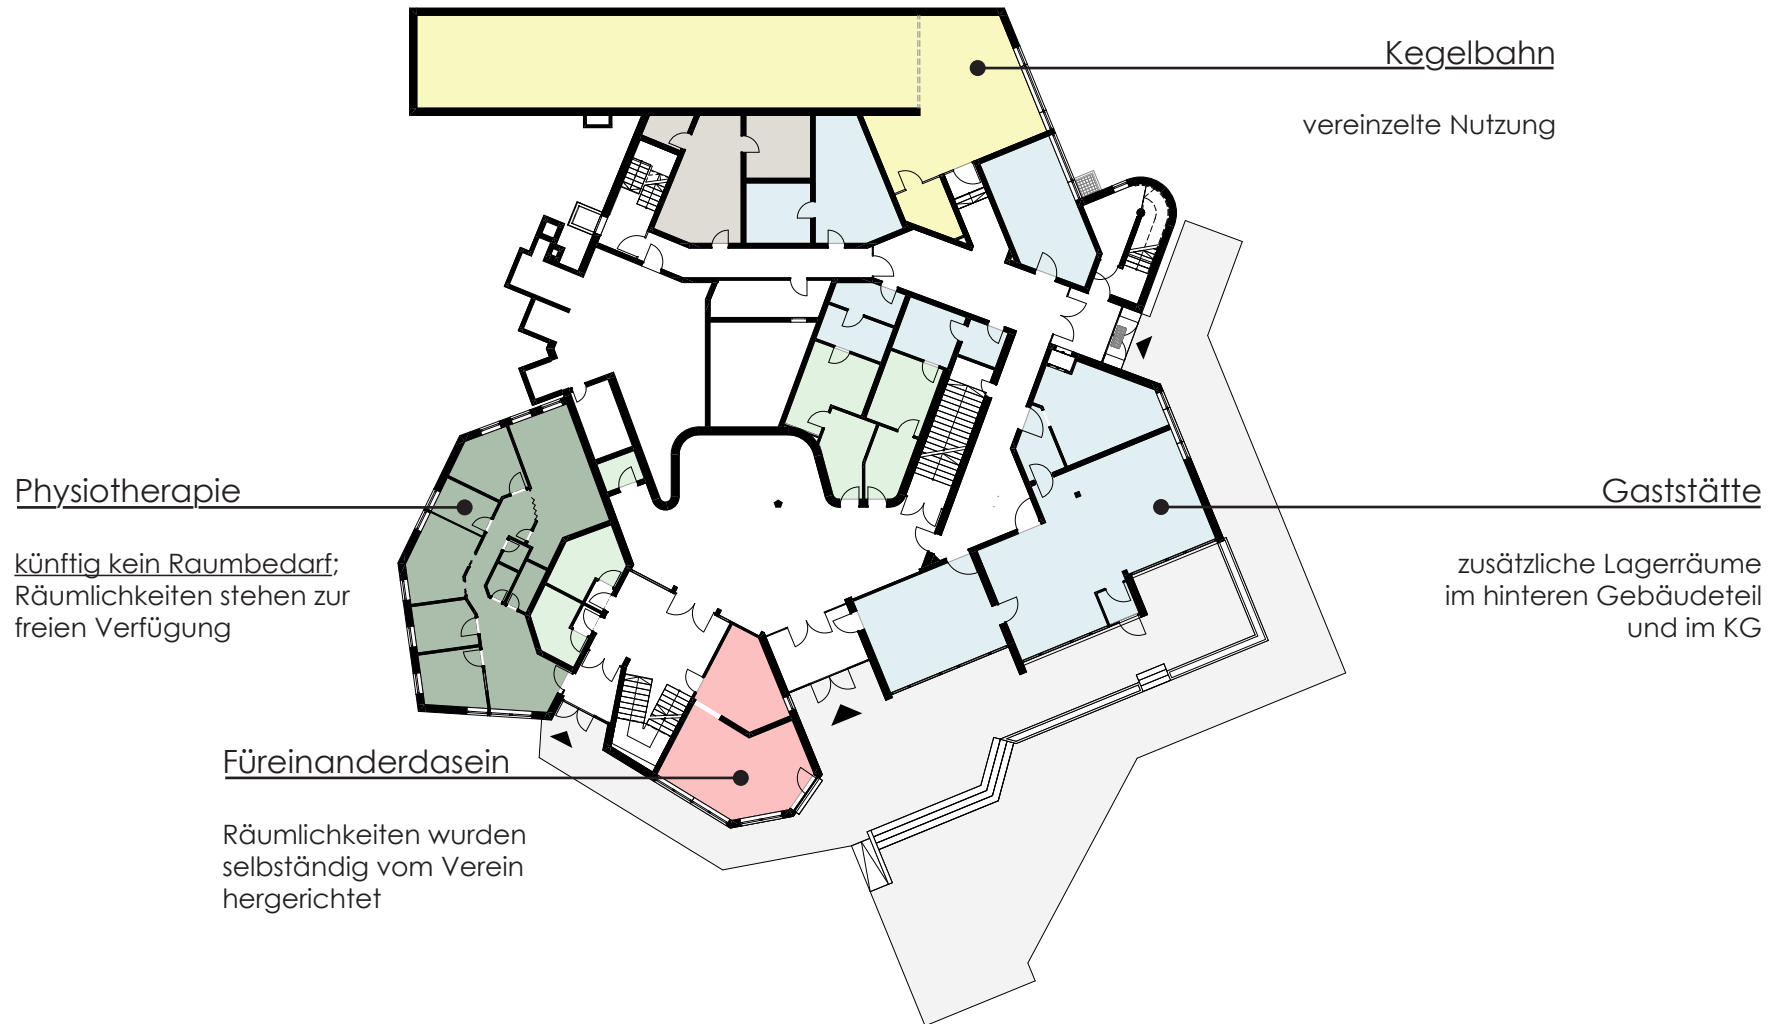 Kegelbahn
vereinzelte Nutzung
Physiotherapie
künftig kein Raumbedarf;
Räumlichkeiten stehen zur
freien Verfügung
Gaststätte
zusätzliche Lagerräume
im hinteren Gebäudeteil
und im KG
Füreinanderdasein
Räumlichkeiten wurden
selbständig vom Verein
hergerichtet